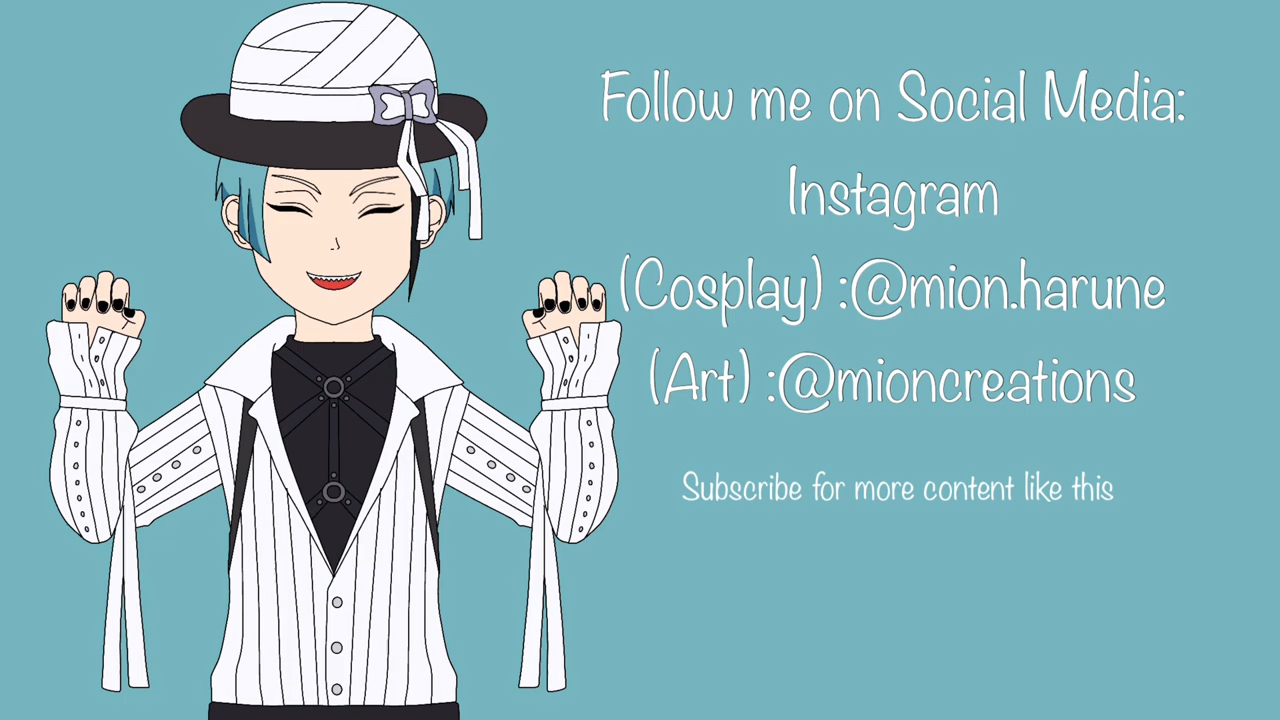 Follow me on Social Media:
Instagram
(Cosplay) :@mion.harune
(Art) :@mioncreations
Subscribe for more content like this